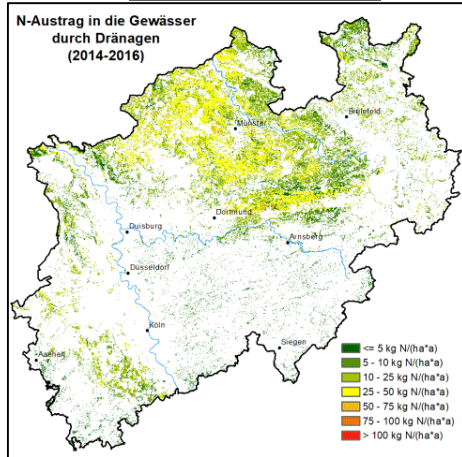 N-Austrag in die Gewässer
durch Dränagen
(2014-2016)
Münster
Bielefeld
Dortmund
Duisburg
Arnsberg
Düsseldorf
Köln
Aachen
Siegen
<= 5 kg N/(ha*a)
5 - 10 kg N/(ha*a)
10 - 25 kg N/(ha*a)
25 - 50 kg N/(ha*a)
50 - 75 kg N/(ha*a)
75 - 100 kg N/(ha*a)
> 100 kg N/(ha*a)